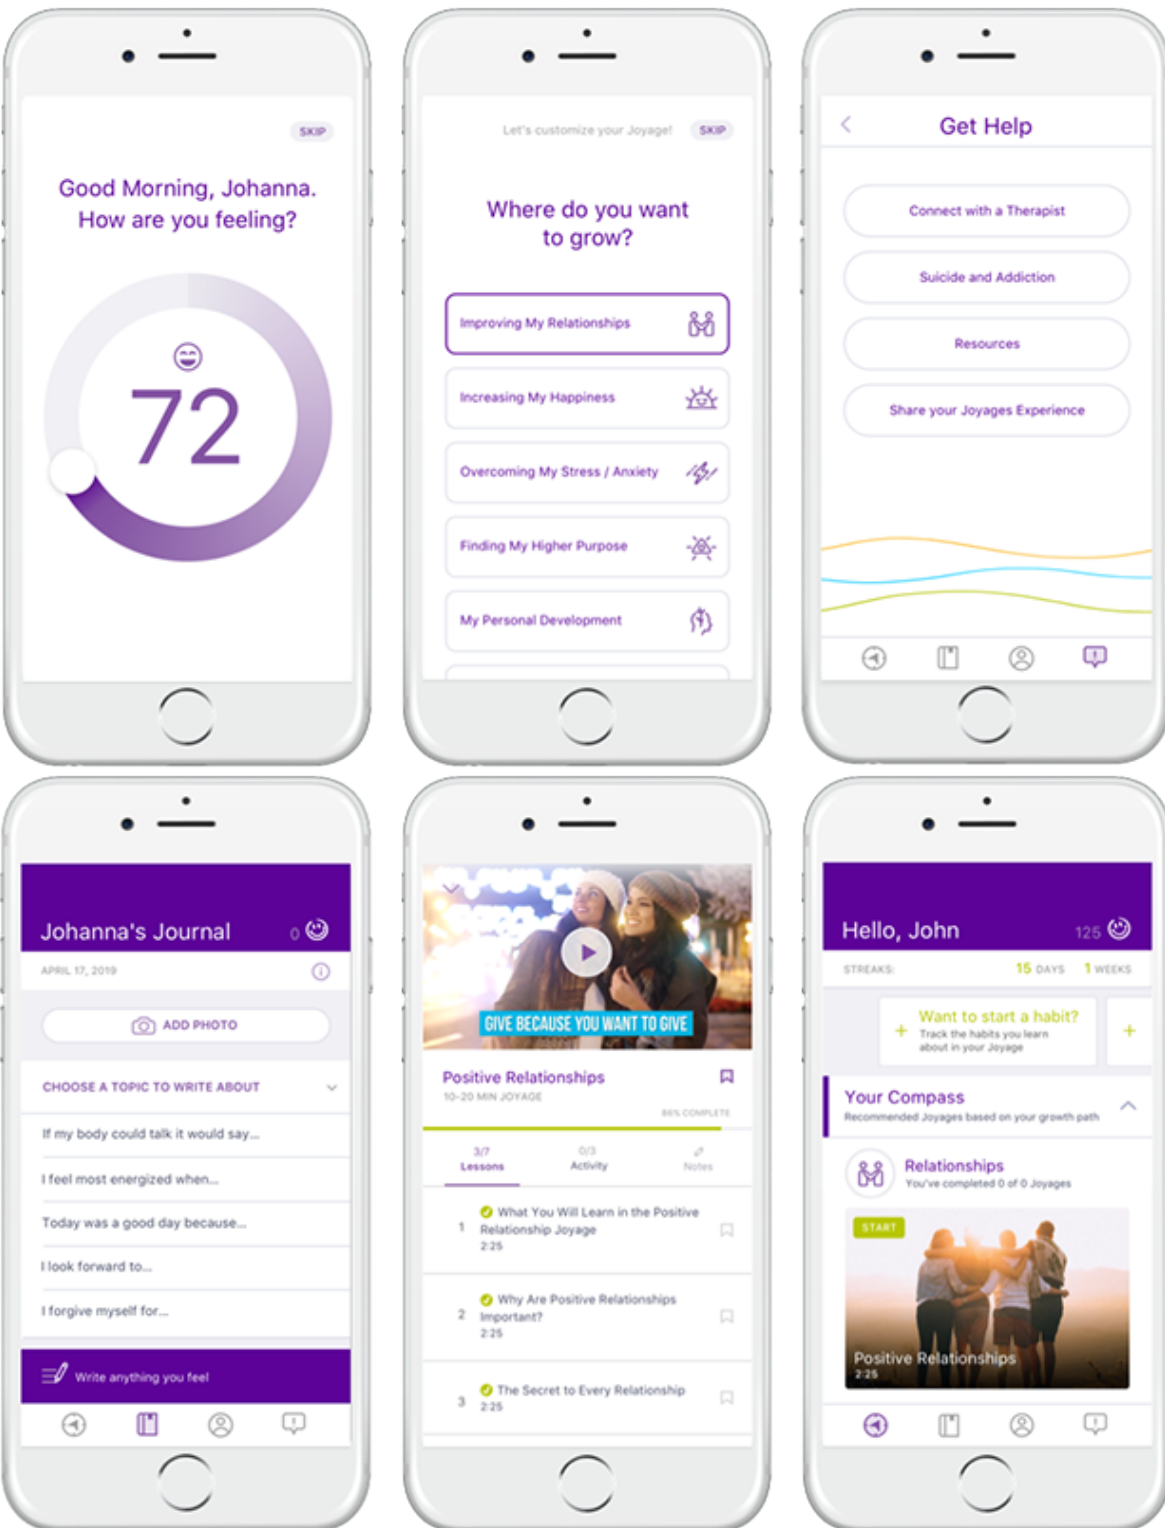 SKIP
Good Morning, Johanna.
How are you feeling?
72
Let's customize your Joyage!
SKIP
Where do you want
to grow?
Improving My Relationships
Increasing My Happiness
Overcoming My Stress / Anxiety
Finding My Higher Purpose
My Personal Development
Get Help
Connect with a Therapist
Suicide and Addiction
Resources
Share your Joyages Experience
Johanna's Journal
0
APRIL 17, 2019
ADD PHOTO
CHOOSE A TOPIC TO WRITE ABOUT
If my body could talk it would say...
I feel most energized when...
Today was a good day because...
I look forward to...
I forgive myself for...
Write anything you feel
GIVE BECAUSE YOU WANT TO GIVE
Positive Relationships
10-20 MIN JOYAGE
86% COMPLETE
3/7
Lessons
0/3
Activity
Notes
1
What You Will Learn in the Positive
Relationship Joyage
2:25
2
Why Are Positive Relationships
Important?
2:25
3
The Secret to Every Relationship
2:25
Hello, John
125
STREAKS:
15 DAYS
1 WEEKS
+
Want to start a habit?
Track the habits you learn
about in your Joyage
+
Your Compass
Recommended Joyages based on your growth path
Relationships
You've completed 0 of 0 Joyages
START
Positive Relationships
2:25